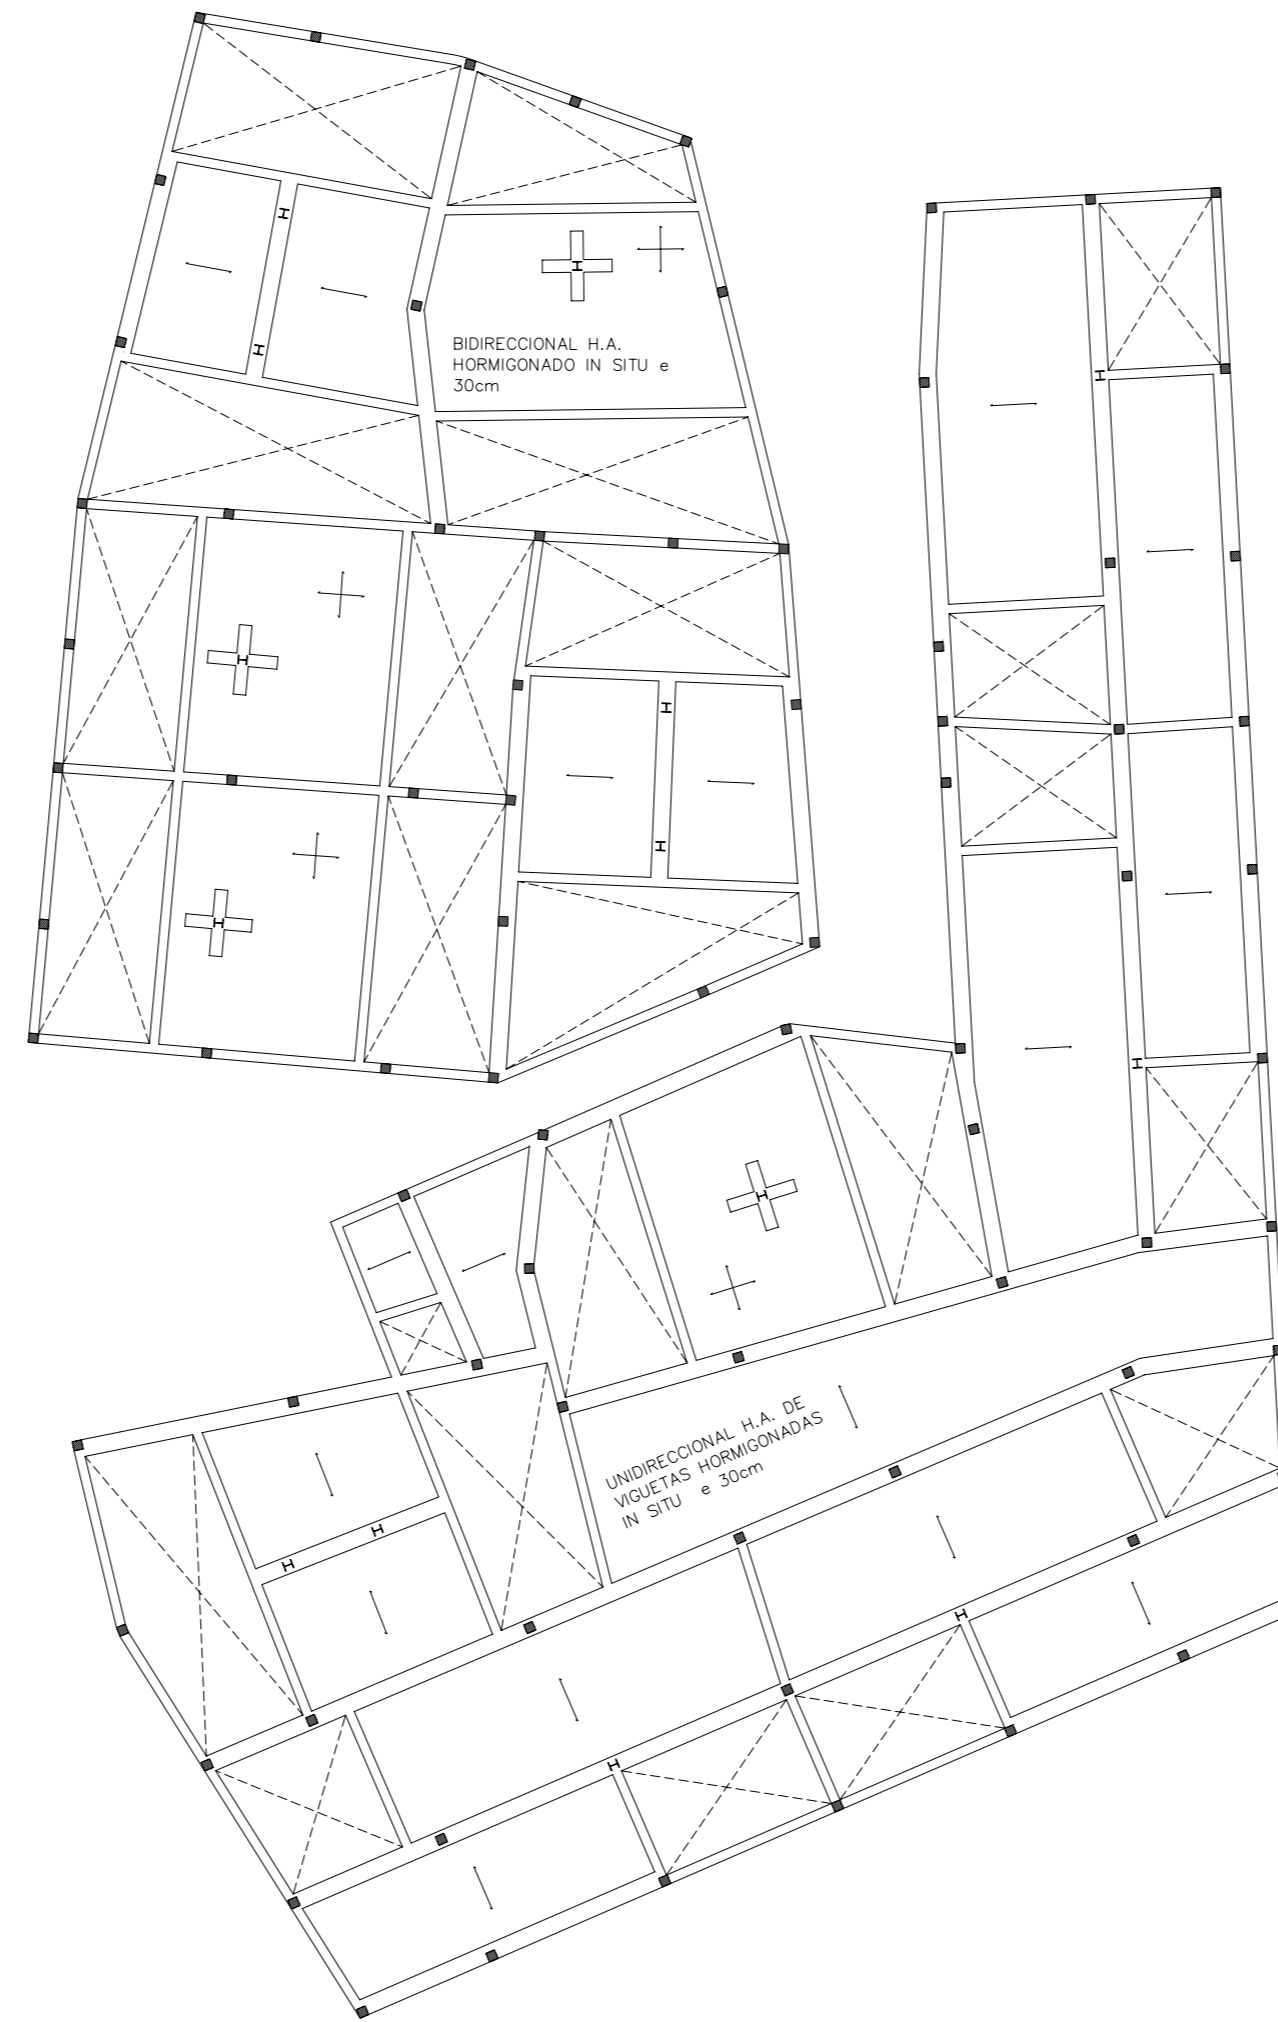 BIDIRECCIONAL H.A.
HORMIGONADO IN SITU e
30cm
UNIDIRECCIONAL H.A. DE
VIGUETAS HORMIGONADAS
IN SITU e 30cm